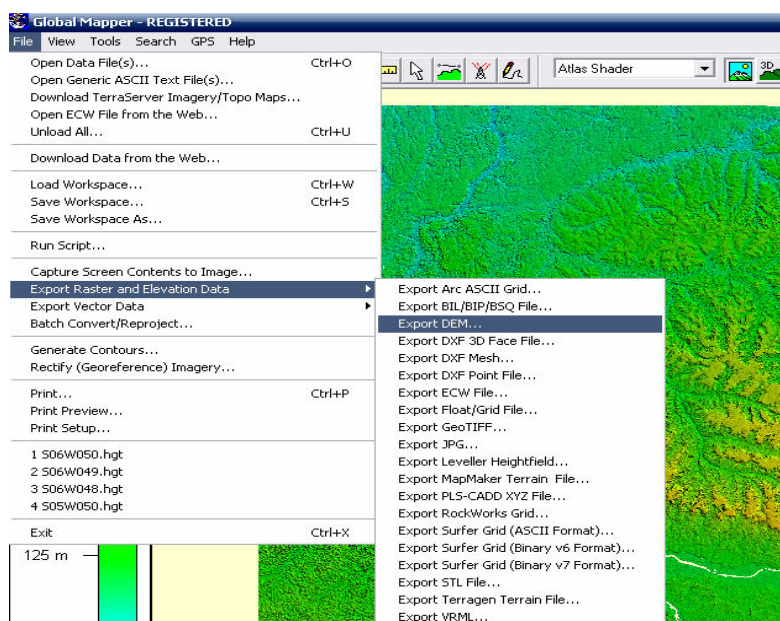 Global Mapper - REGISTERED
File View Tools Search GPS Help
Atlas Shader
3D
Open Data File(s)... Ctrl+O
Open Generic ASCII Text File(s)...
Download TerraServer Imagery/Topo Maps...
Open ECW File from the Web...
Unload All... Ctrl+U
Download Data from the Web...
Load Workspace... Ctrl+W
Save Workspace... Ctrl+S
Save Workspace As...
Run Script...
Capture Screen Contents to Image...
Export Raster and Elevation Data
Export Vector Data
Batch Convert/Reproject...
Generate Contours...
Rectify (Georeference) Imagery...
Print... Ctrl+P
Print Preview...
Print Setup...
1 S06W050.hgt
2 S06W049.hgt
3 S06W048.hgt
4 S05W050.hgt
Exit Ctrl+X
Export Arc ASCII Grid...
Export BIL/BIP/BSQ File...
Export DEM...
Export DXF 3D Face File...
Export DXF Mesh...
Export DXF Point File...
Export ECW File...
Export Float/Grid File...
Export GeoTIFF...
Export JPG...
Export Leveller Heightfield...
Export MapMaker Terrain File...
Export PLS-CADD XYZ File...
Export RockWorks Grid...
Export Surfer Grid (ASCII Format)...
Export Surfer Grid (Binary v6 Format)...
Export Surfer Grid (Binary v7 Format)...
Export STL File...
Export Terragen Terrain File...
Export VRML...
125 m